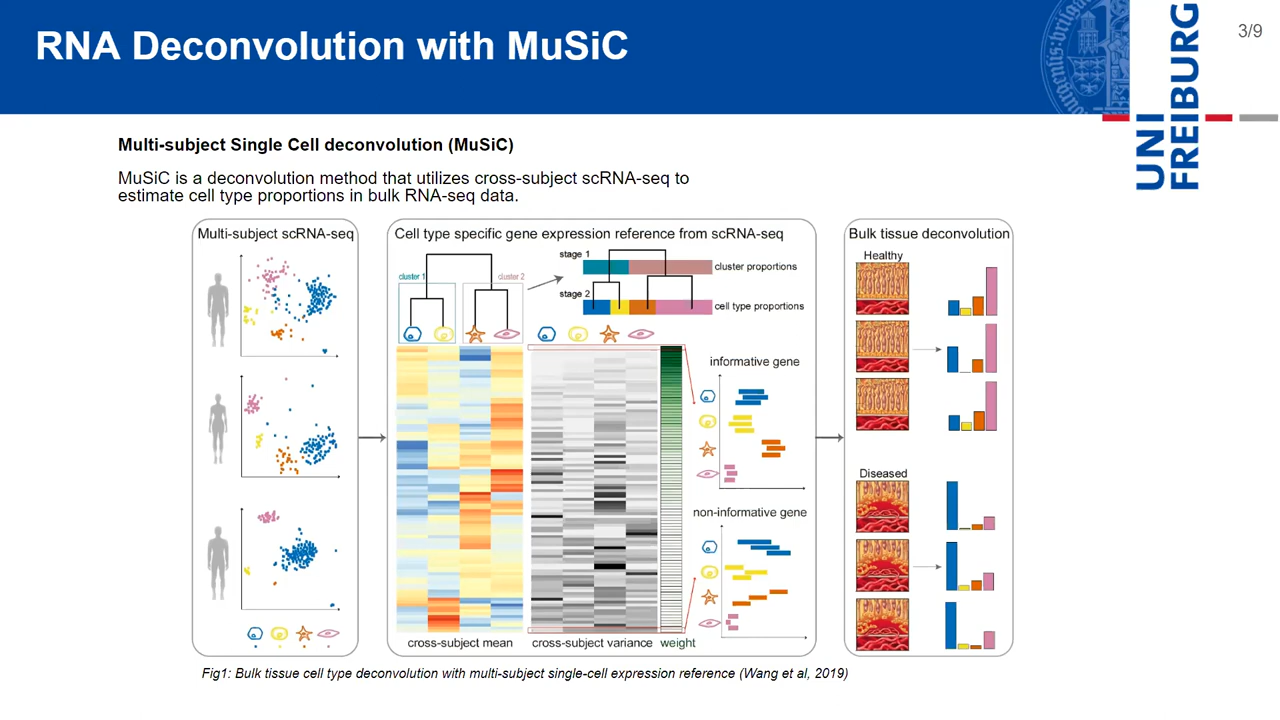 RNA Deconvolution with MuSiC
3/9
UNI
FREIBURG
Multi-subject Single Cell deconvolution (MuSiC)
MuSiC is a deconvolution method that utilizes cross-subject scRNA-seq to
estimate cell type proportions in bulk RNA-seq data.
Multi-subject scRNA-seq
Cell type specific gene expression reference from scRNA-seq
cluster 1
cluster 2
stage 1
cluster proportions
stage 2
cell type proportions
informative gene
non-informative gene
cross-subject mean
cross-subject variance
weight
Bulk tissue deconvolution
Healthy
Diseased
Fig1: Bulk tissue cell type deconvolution with multi-subject single-cell expression reference (Wang et al, 2019)